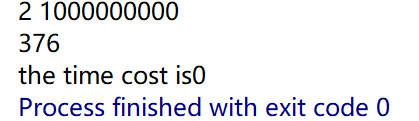 2 1000000000
376
the time cost is0
Process finished with exit code 0